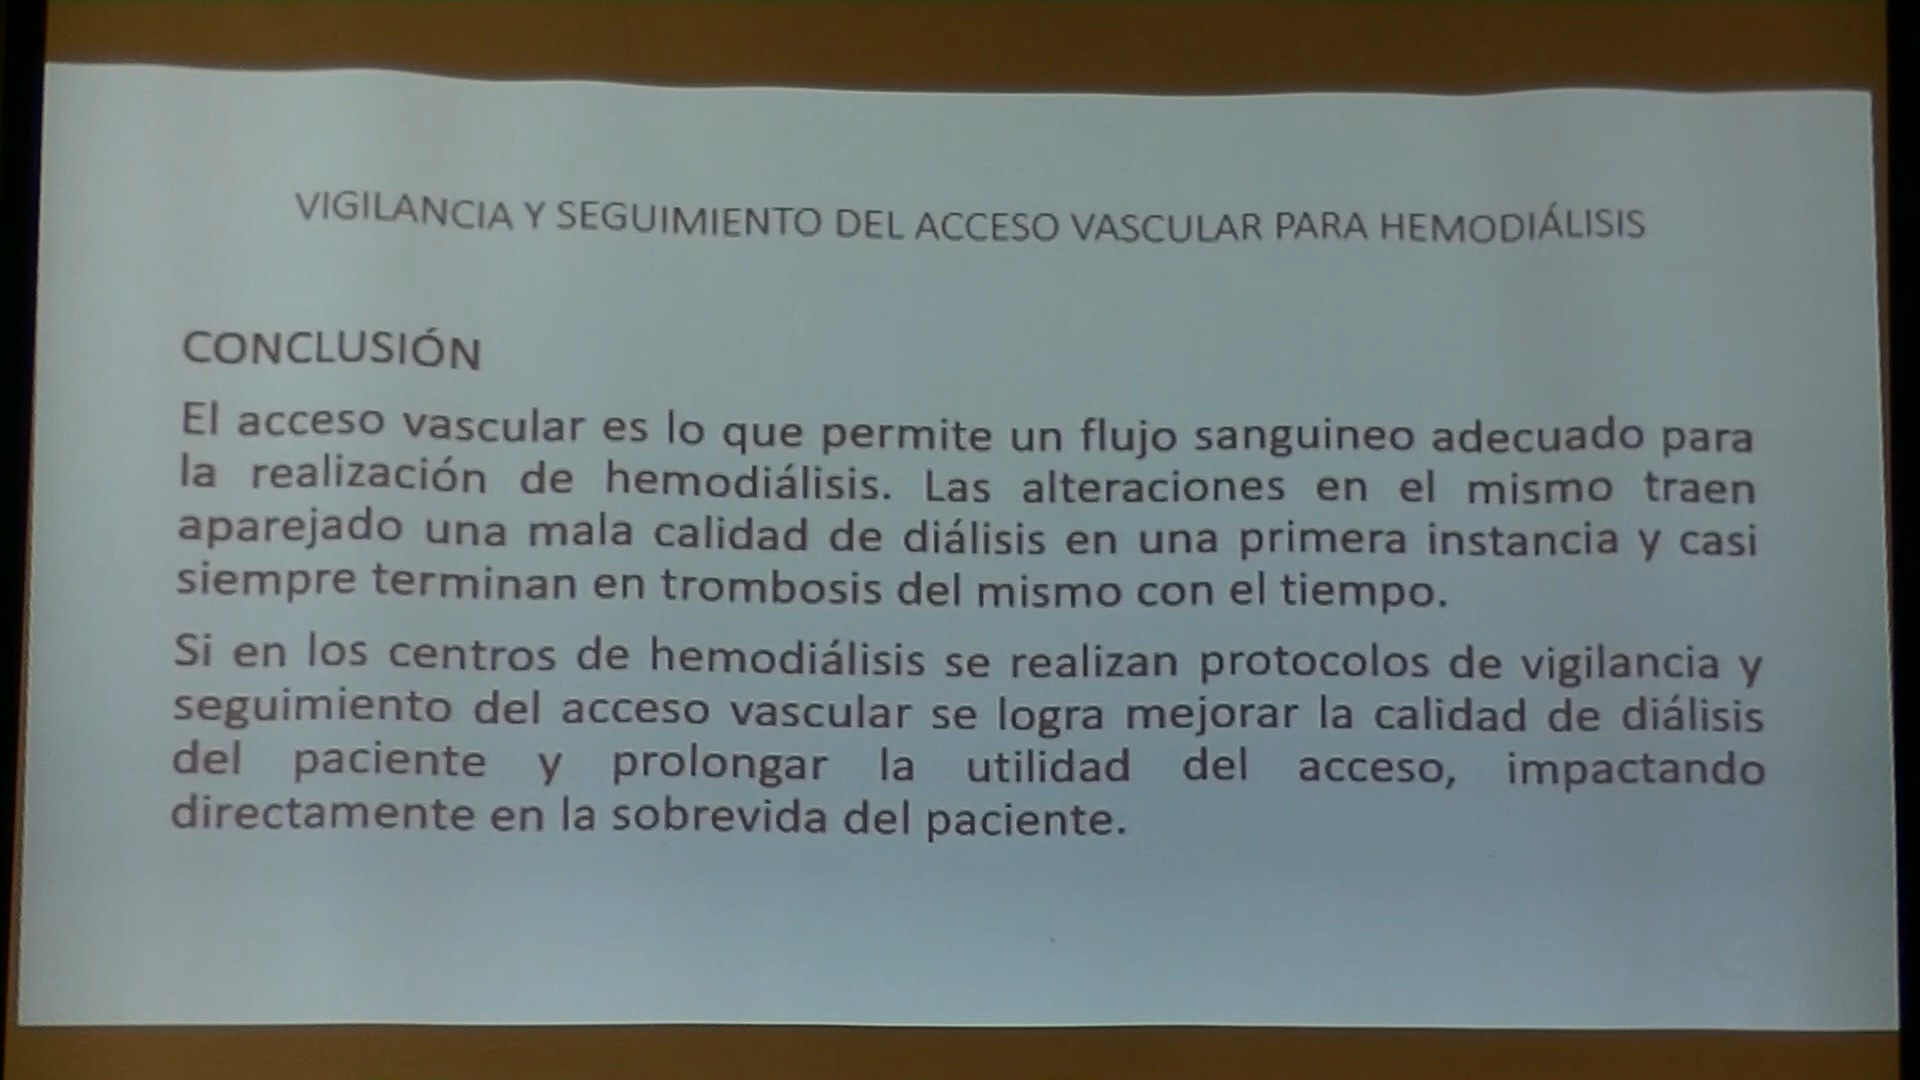 VIGILANCIA Y SEGUIMIENTO DEL ACCESO VASCULAR PARA HEMODIÁLISIS
CONCLUSIÓN
El acceso vascular es lo que permite un flujo sanguineo adecuado para
la realización de hemodiálisis. Las alteraciones en el mismo traen
aparejado una mala calidad de diálisis en una primera instancia y casi
siempre terminan en trombosis del mismo con el tiempo.
Si en los centros de hemodiálisis se realizan protocolos de vigilancia y
seguimiento del acceso vascular se logra mejorar la calidad de diálisis
del paciente y prolongar la utilidad del acceso, impactando
directamente en la sobrevida del paciente.